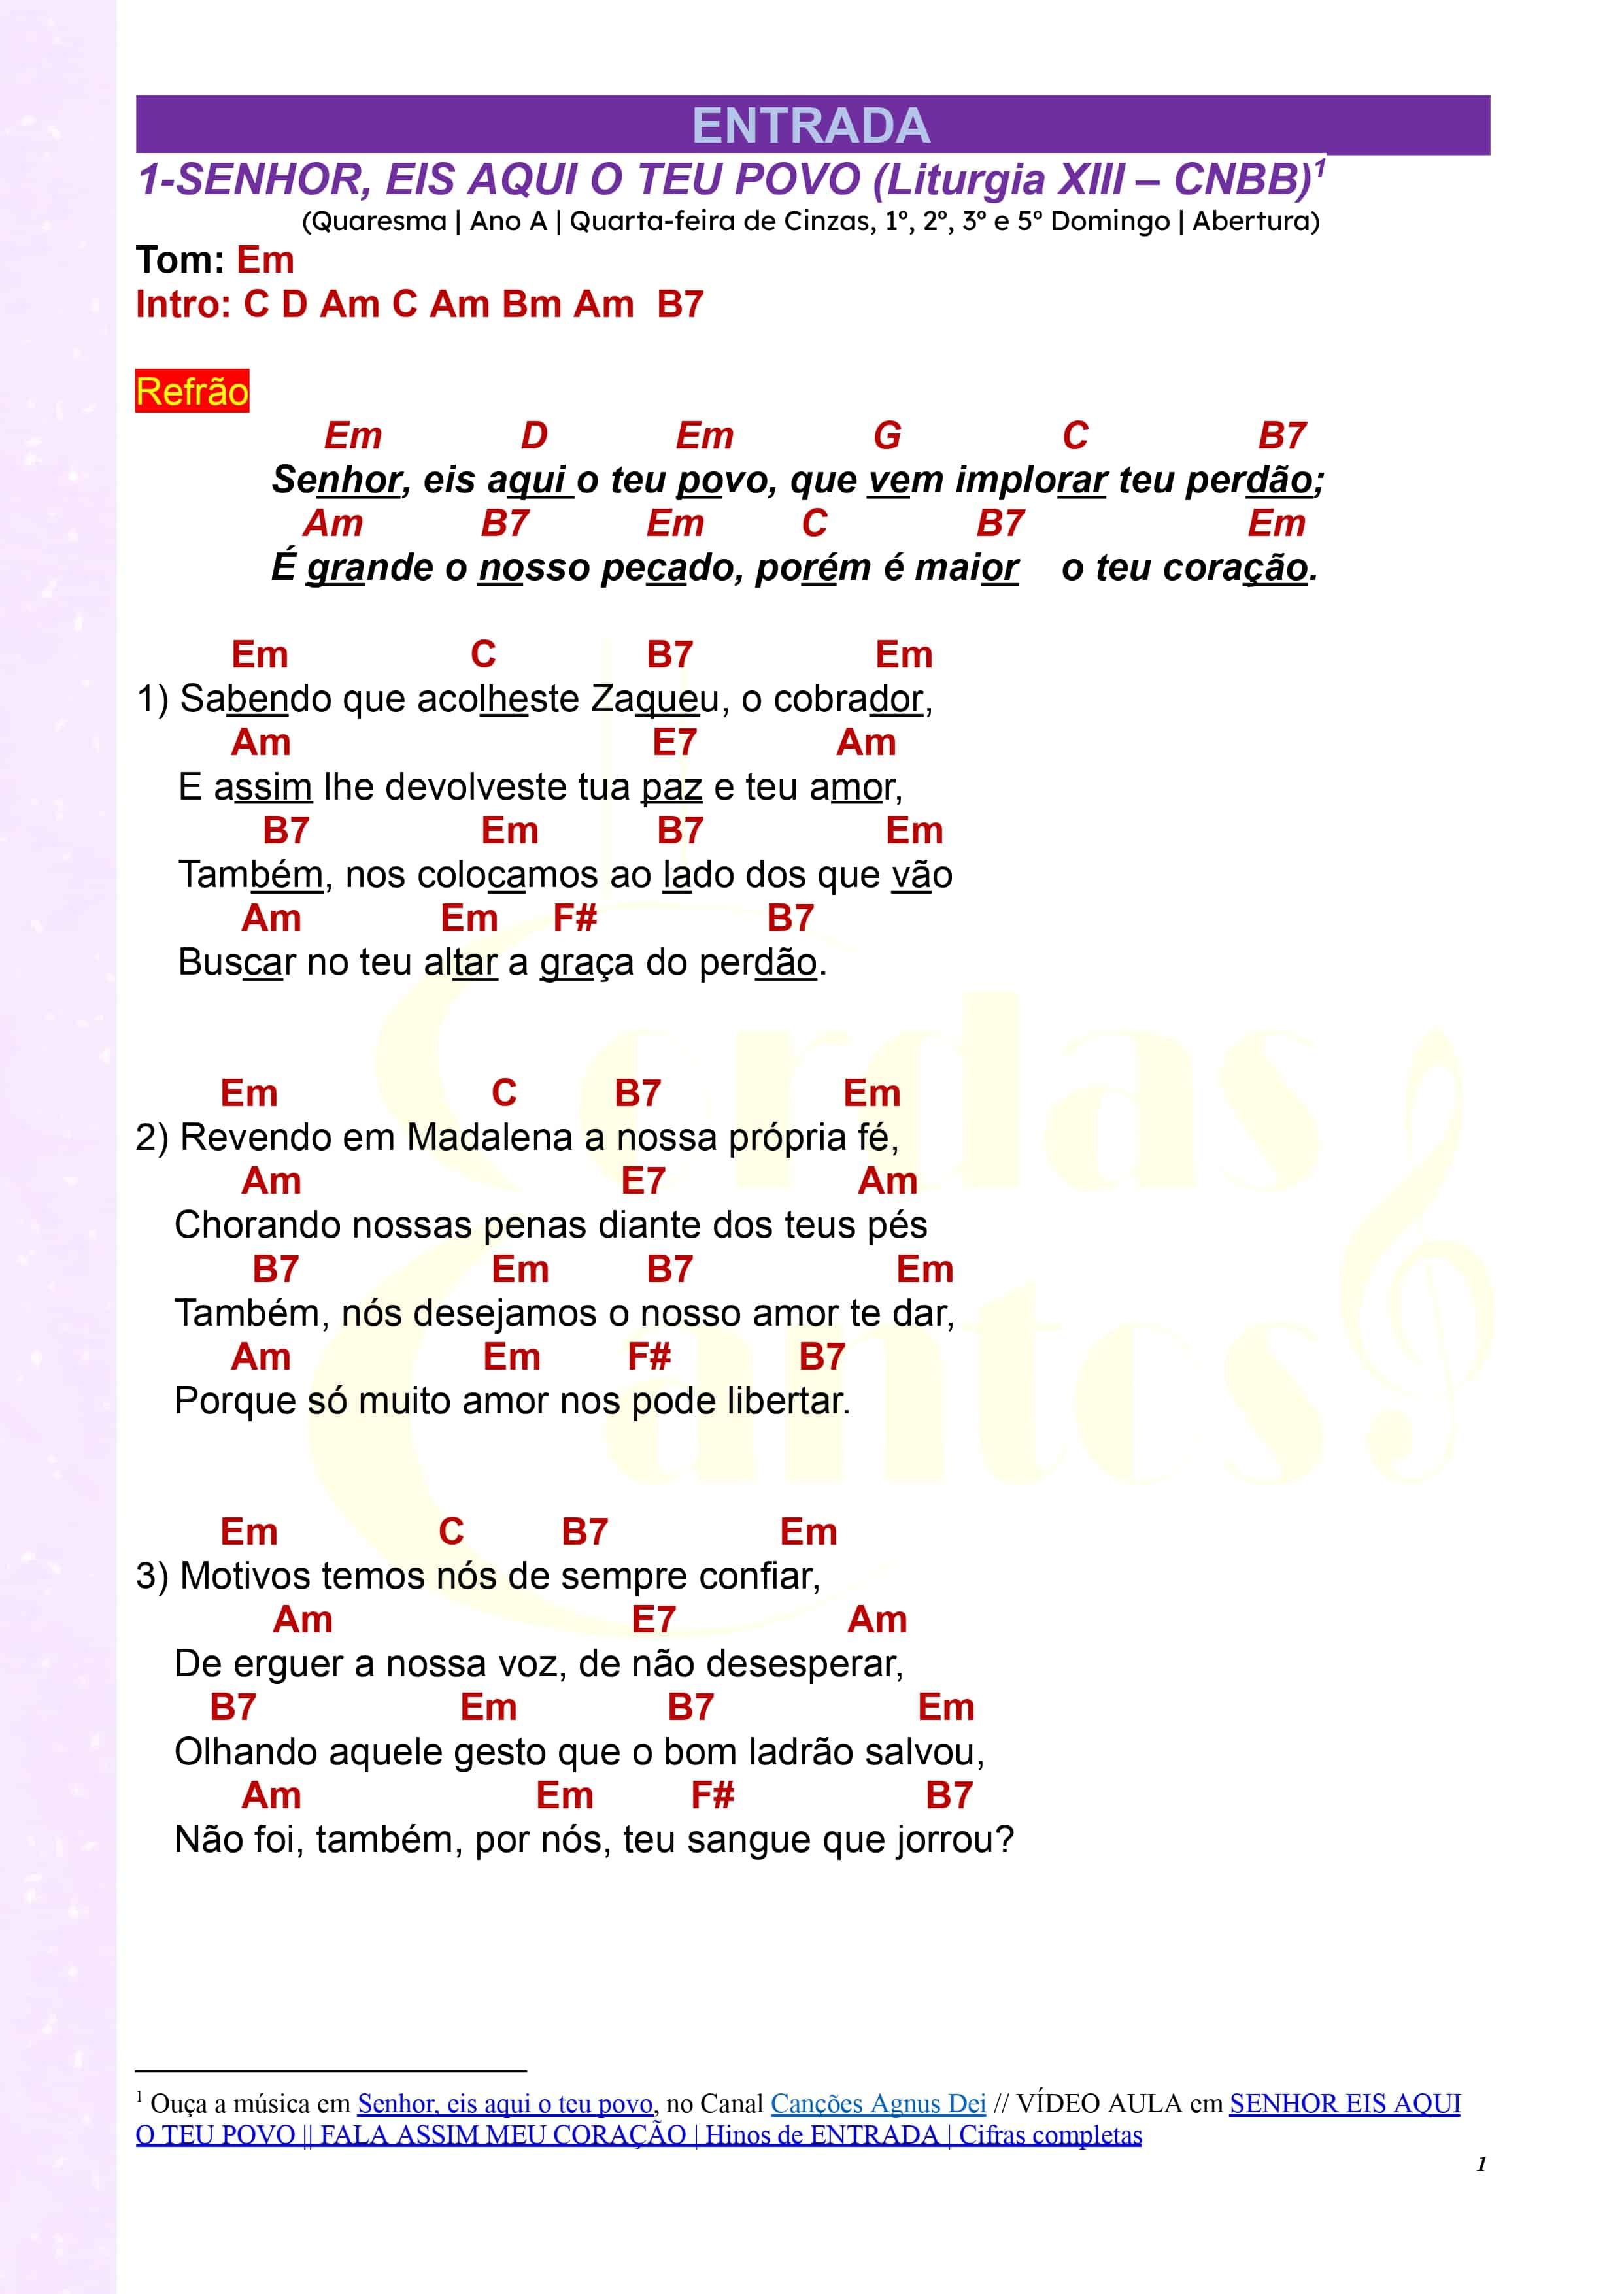 ENTRADA
1-SENHOR, EIS AQUI O TEU POVO (Liturgia XIII – CNBB)1
(Quaresma | Ano A | Quarta-feira de Cinzas, 1º, 2º, 3º e 5º Domingo | Abertura)
Tom: Em
Intro: C D Am C Am Bm Am B7
Refrão
Em D Em G C B7
Senhor, eis aqui o teu povo, que vem implorar teu perdão;
Am B7 Em C B7 Em
É grande o nosso pecado, porém é maior o teu coração.
Em C B7 Em
1) Sabendo que acolheste Zaqueu, o cobrador,
Am E7 Am
E assim lhe devolveste tua paz e teu amor,
B7 Em B7 Em
Também, nos colocamos ao lado dos que vão
Am Em F# B7
Buscar no teu altar a graça do perdão.
Em C B7 Em
2) Revendo em Madalena a nossa própria fé,
Am E7 Am
Chorando nossas penas diante dos teus pés
B7 Em B7 Em
Também, nós desejamos o nosso amor te dar,
Am Em F# B7
Porque só muito amor nos pode libertar.
Em C B7 Em
3) Motivos temos nós de sempre confiar,
Am E7 Am
De erguer a nossa voz, de não desesperar,
B7 Em B7 Em
Olhando aquele gesto que o bom ladrão salvou,
Am Em F# B7
Não foi, também, por nós, teu sangue que jorrou?
Cordas
Cantos
1 Ouça a música em Senhor, eis aqui o teu povo, no Canal Canções Agnus Dei // VÍDEO AULA em SENHOR EIS AQUI
O TEU POVO || FALA ASSIM MEU CORAÇÃO | Hinos de ENTRADA | Cifras completas
1